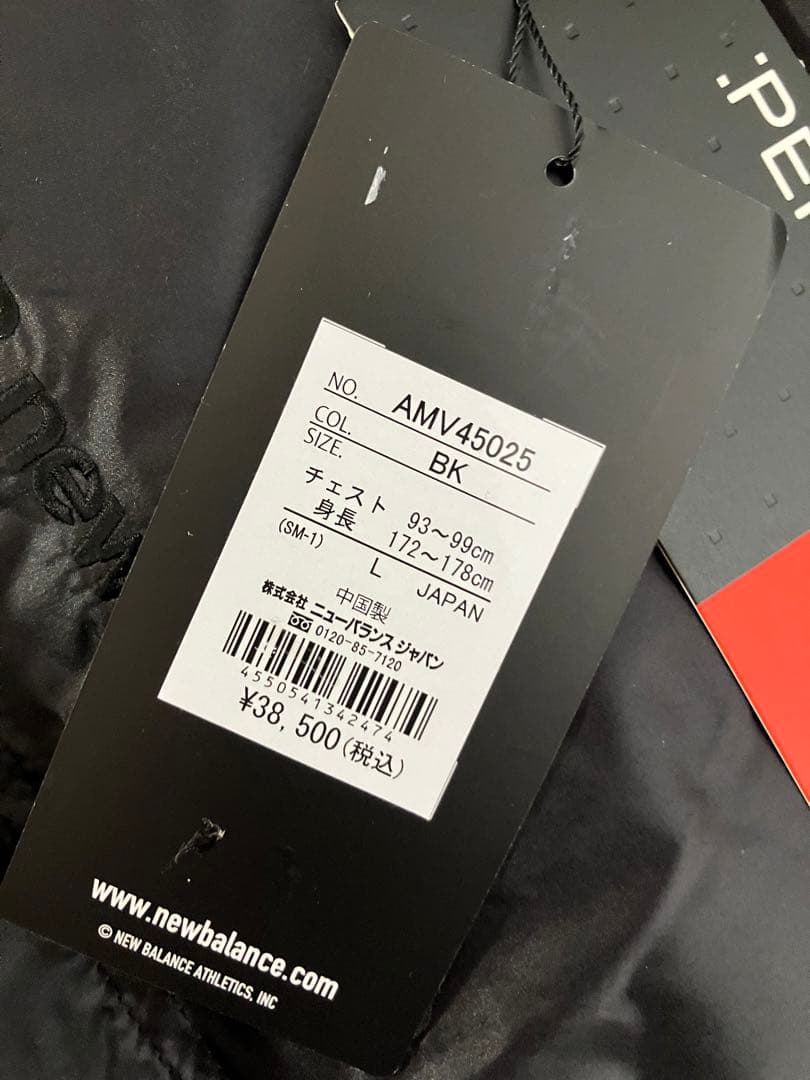 :PER
new
NO. AMV45025
COL. BK
SIZE.
チェスト 93～99cm
身長 172～178cm
(SM-1) L JAPAN
中国製
株式会社 ニューバランス ジャパン
0120-85-7120
4550541342474
¥38,500(税込)
www.newbalance.com
© NEW BALANCE ATHLETICS, INC